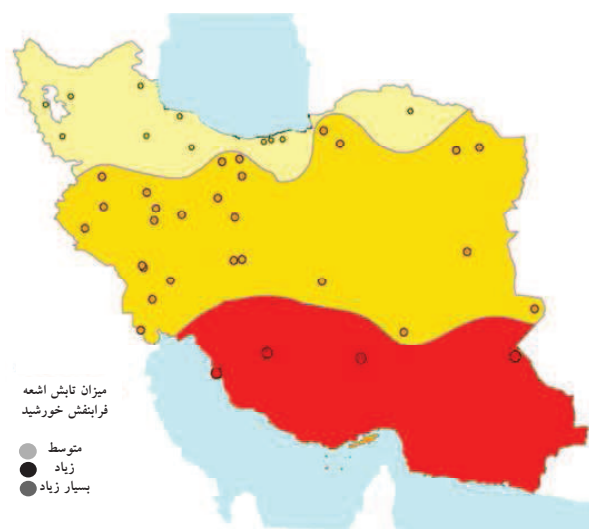 میزان تابش اشعه
فرابنفش خورشید
متوسط
زیاد
بسیار زیاد